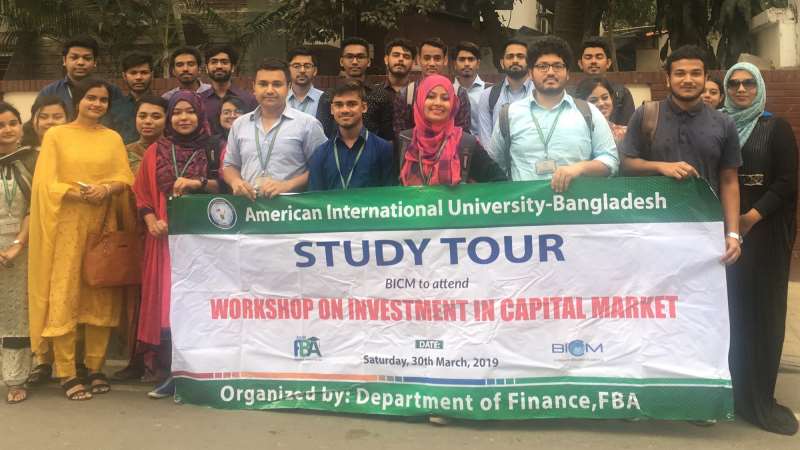 American International University-Bangladesh
STUDY TOUR
BICM to attend
WORKSHOP ON INVESTMENT IN CAPITAL MARKET
FBA
DATE:
Saturday, 30th March, 2019
BICM
Organized by: Department of Finance,FBA